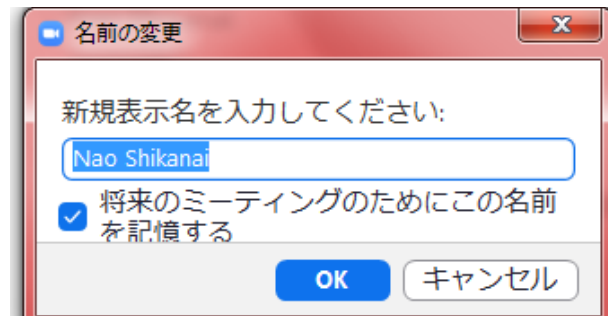 名前の変更
新規表示名を入力してください:
Nao Shikanai
将来のミーティングのためにこの名前
を記憶する
OK
キャンセル